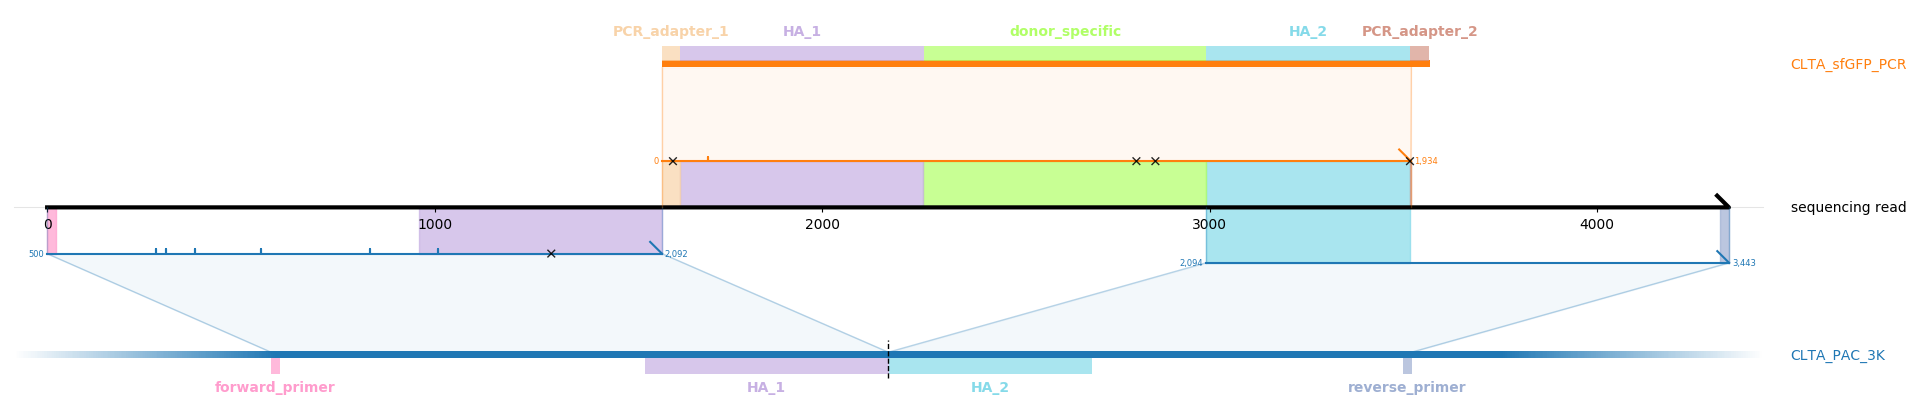 PCR_adapter_1 HA_1 donor_specific HA_2 PCR_adapter_2
CLTA_sfGFP_PCR
0 1,934
sequencing read
0 1000 2000 3000 4000
500 2,092
2,094 3,443
CLTA_PAC_3K
forward_primer HA_1 HA_2 reverse_primer